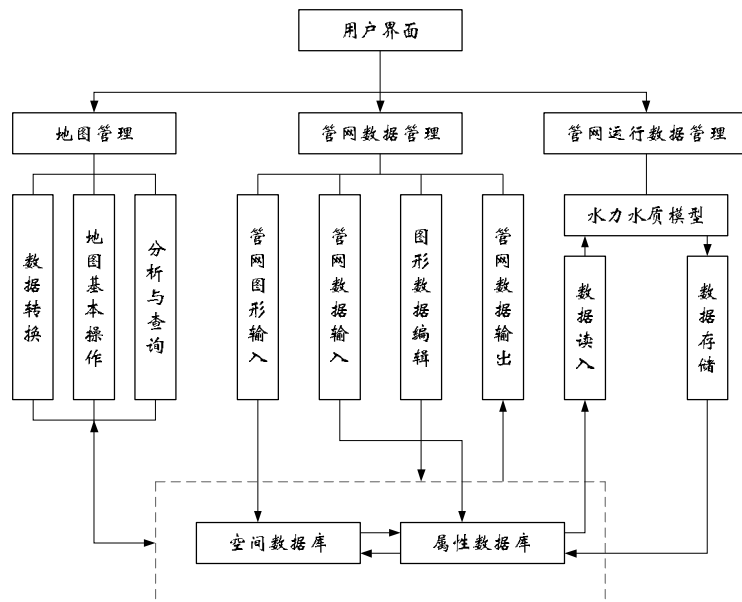 用户界面
地图管理
管网数据管理
管网运行数据管理
水力水质模型
数据转换
地图基本操作
分析与查询
管网图形输入
管网数据输入
图形数据编辑
管网数据输出
数据读入
数据存储
空间数据库
属性数据库